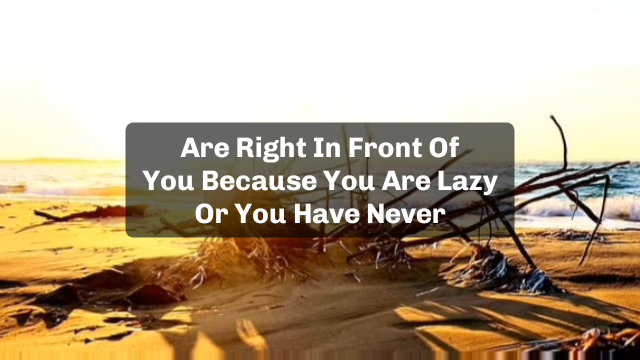 Are Right In Front Of
You Because You Are Lazy
Or You Have Never